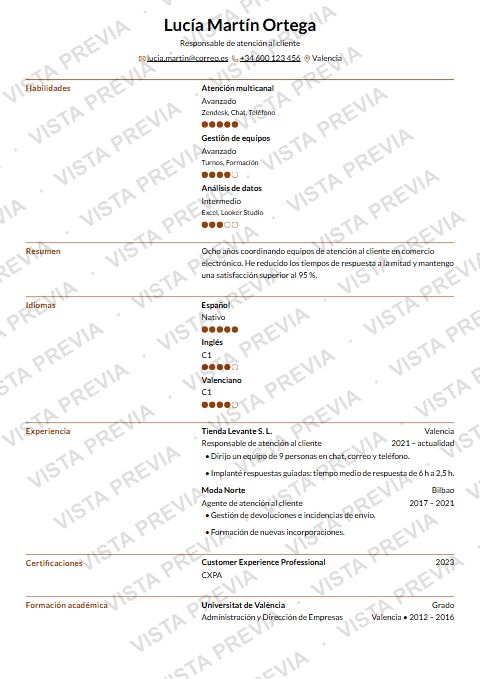 Lucía Martín Ortega
Responsable de atención al cliente
lucia.martin@correo.es +34 600 123 456 Valencia
Habilidades
Atención multicanal
Avanzado
Zendesk, Chat, Teléfono
Gestión de equipos
Avanzado
Turnos, Formación
Análisis de datos
Intermedio
Excel, Looker Studio
Resumen
Ocho años coordinando equipos de atención al cliente en comercio
electrónico. He reducido los tiempos de respuesta a la mitad y mantengo
una satisfacción superior al 95 %.
Idiomas
Español
Nativo
Inglés
C1
Valenciano
C1
Experiencia
Tienda Levante S. L. Valencia
Responsable de atención al cliente 2021 – actualidad
• Dirijo un equipo de 9 personas en chat, correo y teléfono.
• Implanté respuestas guiadas: tiempo medio de respuesta de 6 h a 2,5 h.
Moda Norte Bilbao
Agente de atención al cliente 2017 – 2021
• Gestión de devoluciones e incidencias de envío.
• Formación de nuevas incorporaciones.
Certificaciones
Customer Experience Professional 2023
CXPA
Formación académica
Universitat de València Grado
Administración y Dirección de Empresas Valencia • 2012 – 2016
VISTA PREVIA